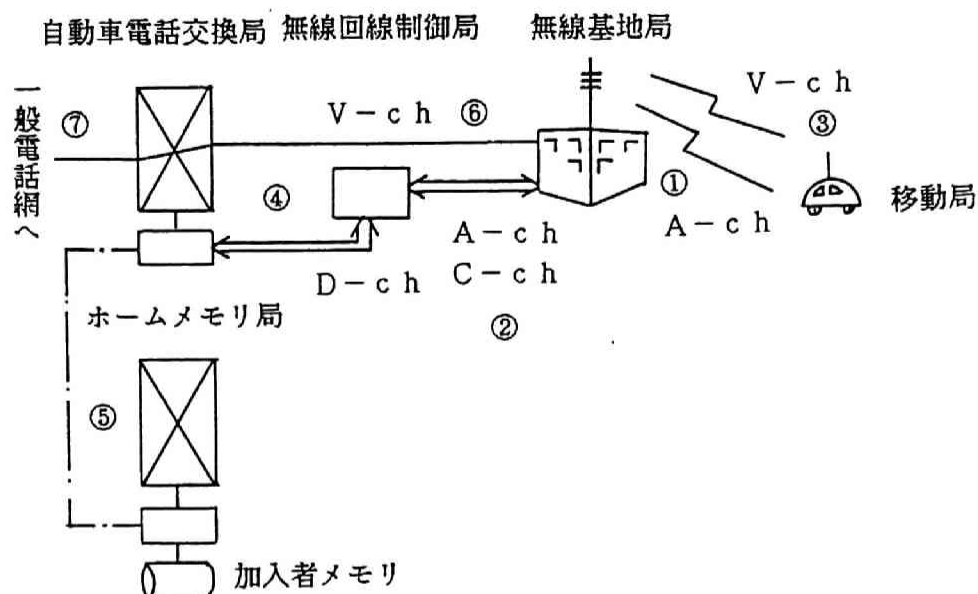 自動車電話交換局 無線回線制御局 無線基地局
一般電話網へ
⑦
V－ch ⑥
V－ch
③
④
①
移動局
A－ch
A－ch
C－ch
D－ch
②
ホームメモリ局
⑤
加入者メモリ